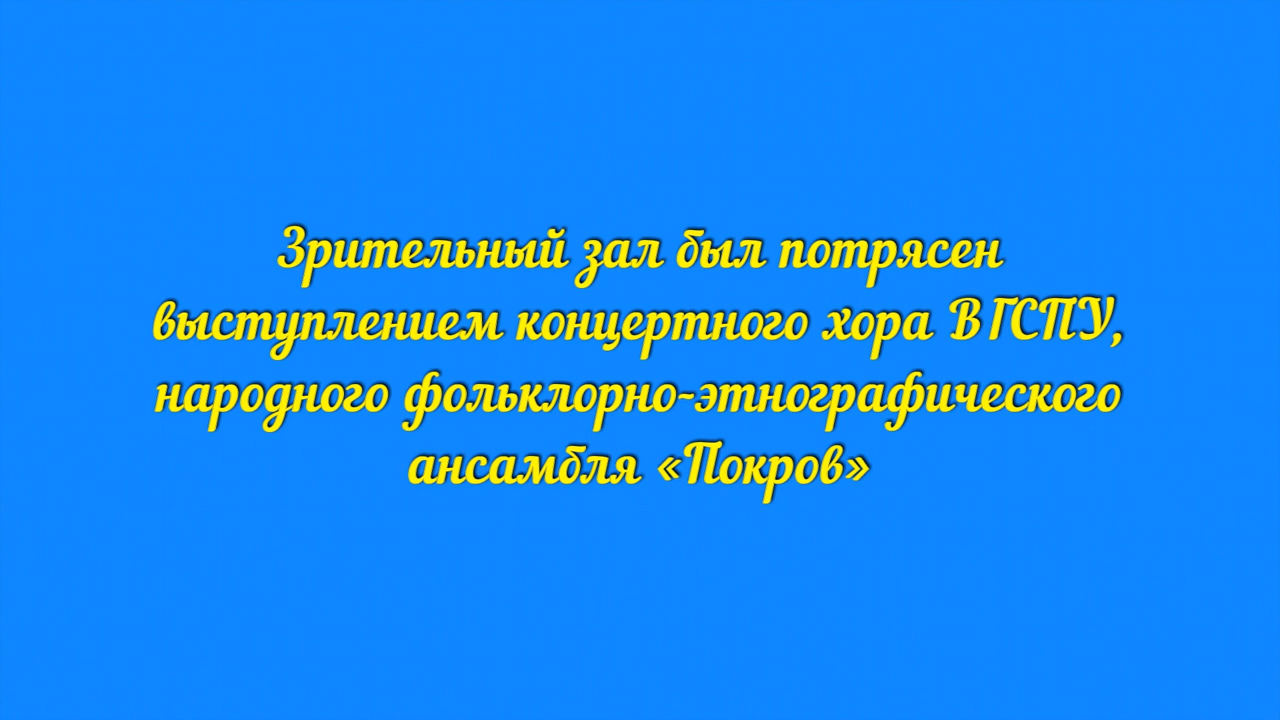 Зрительный зал был потрясен
выступлением концертного хора ВГСПУ,
народного фольклорно-этнографического
ансамбля «Покров»